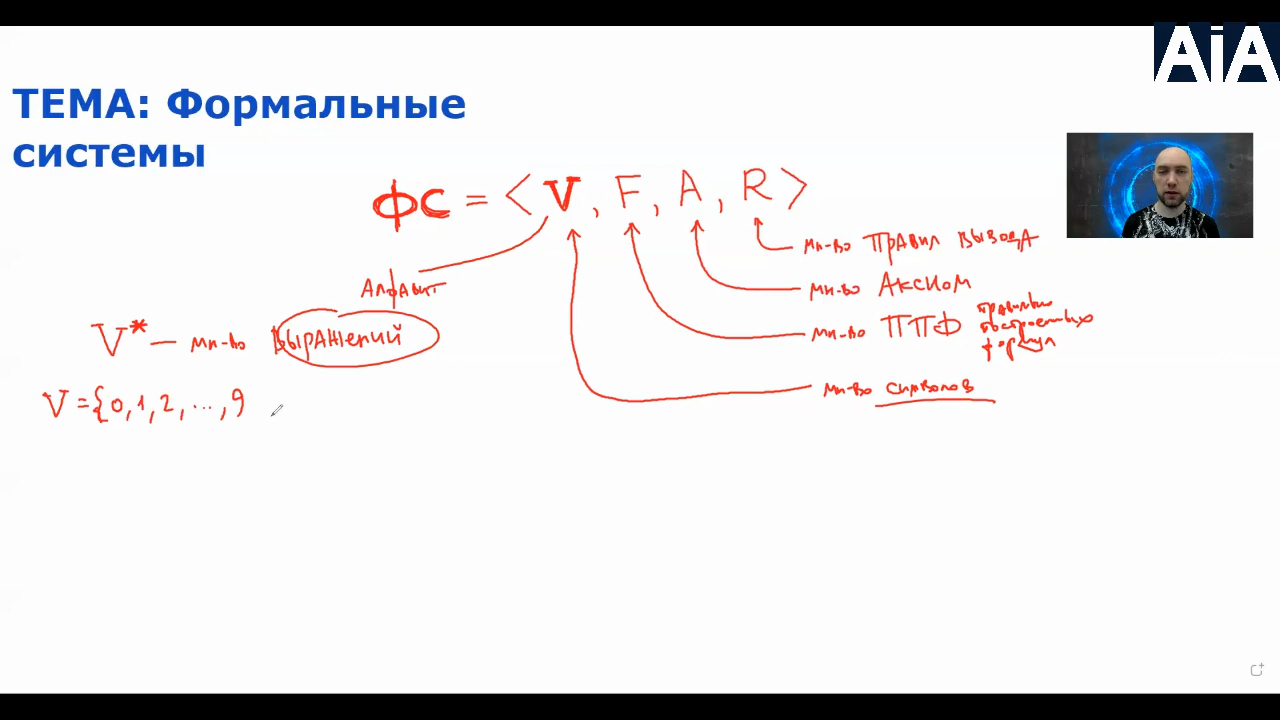 AiA
ТЕМА: Формальные
системы
ФС = < V, F, A, R >
мн-во ПРАВИЛ ВЫВОДА
Алфавит
мн-во Аксиом
мн-во ППФ правильно
построенных
формул
V* — мн-во Выражений
мн-во символов
V = {0, 1, 2, ..., 9